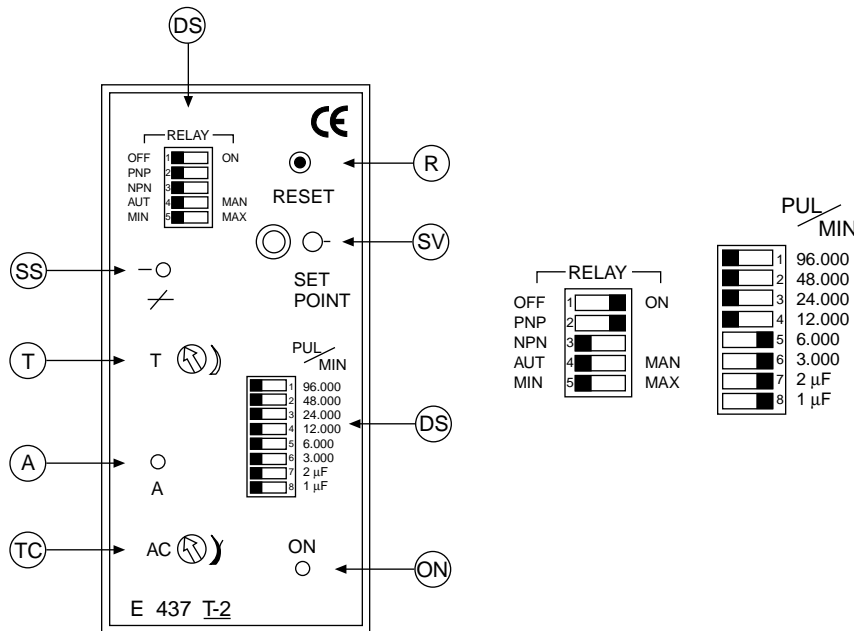 DS
CE
RELAY
OFF 1 ON
PNP 2
NPN 3
AUT 4 MAN
MIN 5 MAX
R
RESET
SV
SET
POINT
SS
T
T
PUL/MIN
1 96.000
2 48.000
3 24.000
4 12.000
5 6.000
6 3.000
7 2 µF
8 1 µF
DS
A
A
TC
AC
ON
ON
E 437 T-2
RELAY
OFF 1 ON
PNP 2
NPN 3
AUT 4 MAN
MIN 5 MAX
PUL/MIN
1 96.000
2 48.000
3 24.000
4 12.000
5 6.000
6 3.000
7 2 µF
8 1 µF